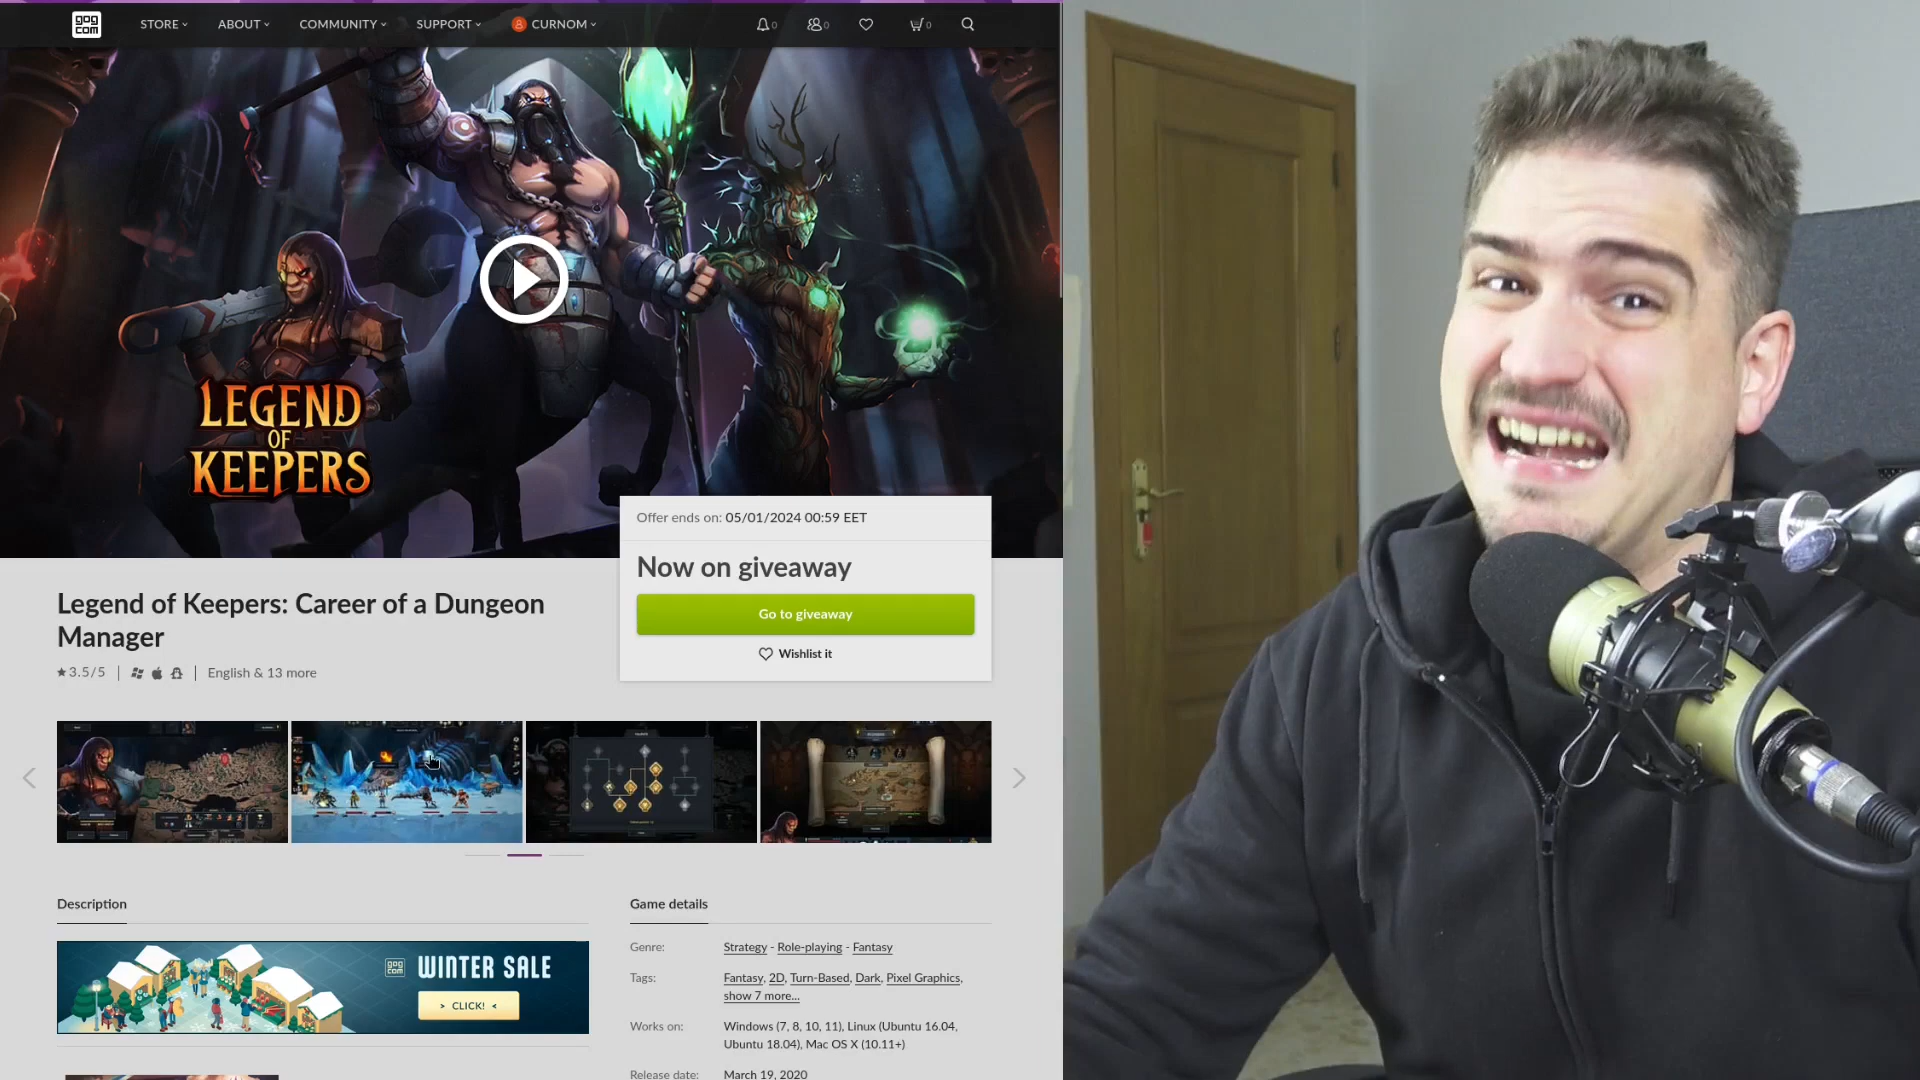 gog
com
STORE
ABOUT
COMMUNITY
SUPPORT
CURNOM
0
0
0
LEGEND
OF
KEEPERS
Offer ends on: 05/01/2024 00:59 EET
Now on giveaway
Go to giveaway
Wishlist it
Legend of Keepers: Career of a Dungeon
Manager
3.5/5
English & 13 more
Description
gog
com
WINTER SALE
> CLICK! <
Game details
Genre: Strategy - Role-playing - Fantasy
Tags: Fantasy, 2D, Turn-Based, Dark, Pixel Graphics,
show 7 more...
Works on: Windows (7, 8, 10, 11), Linux (Ubuntu 16.04,
Ubuntu 18.04), Mac OS X (10.11+)
Release date: March 19, 2020